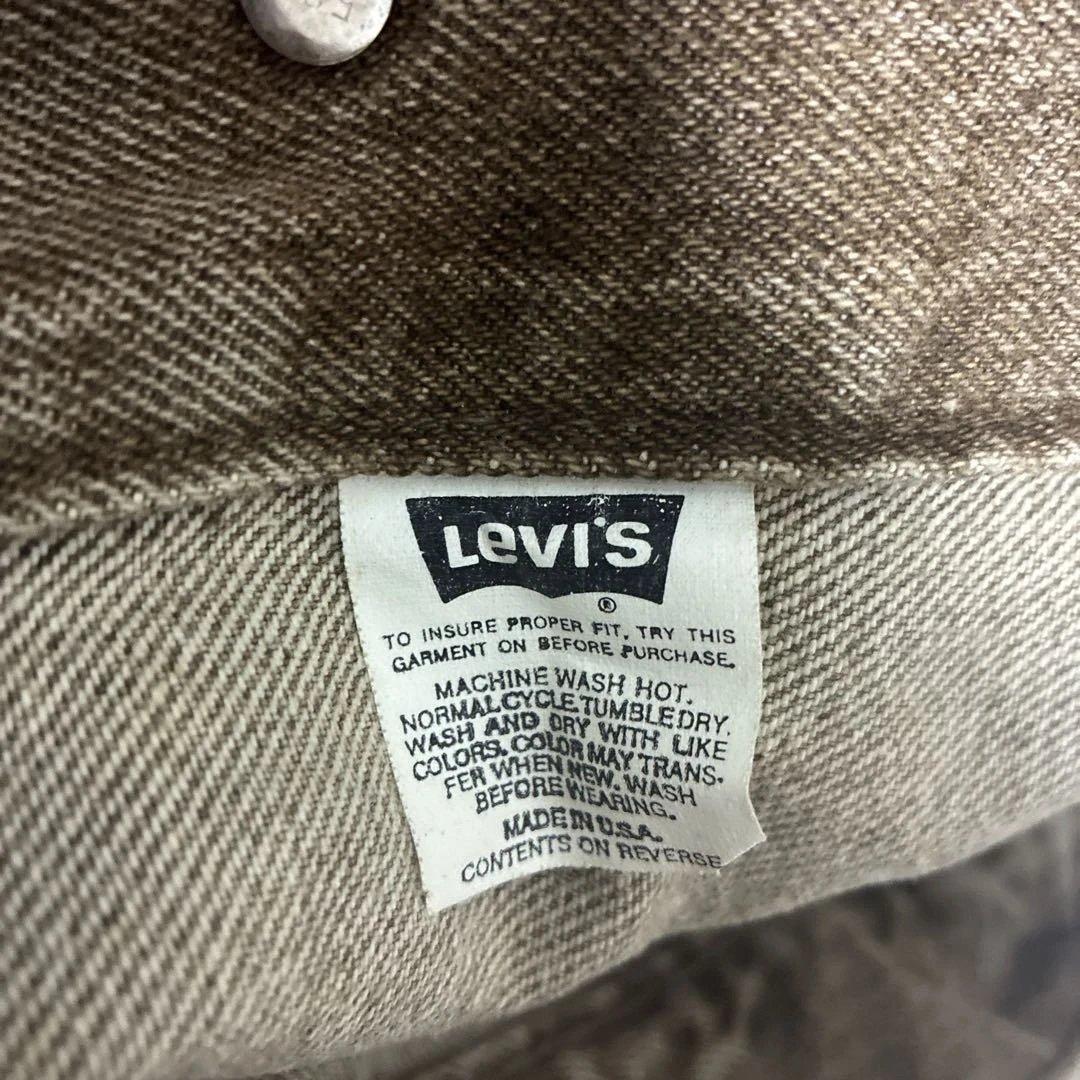 LEVI'S
®
TO INSURE PROPER FIT, TRY THIS
GARMENT ON BEFORE PURCHASE.
MACHINE WASH HOT.
NORMAL CYCLE. TUMBLE DRY.
WASH AND DRY WITH LIKE
COLORS. COLOR MAY TRANS-
FER WHEN NEW. WASH
BEFORE WEARING.
MADE IN U.S.A.
CONTENTS ON REVERSE